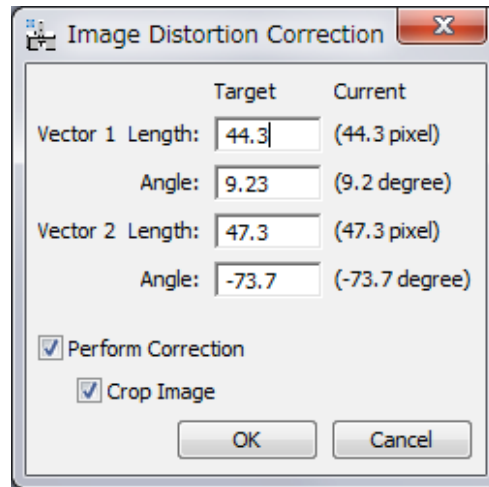 Image Distortion Correction
Target Current
Vector 1 Length: 44.3 (44.3 pixel)
Angle: 9.23 (9.2 degree)
Vector 2 Length: 47.3 (47.3 pixel)
Angle: -73.7 (-73.7 degree)
Perform Correction
Crop Image
OK Cancel